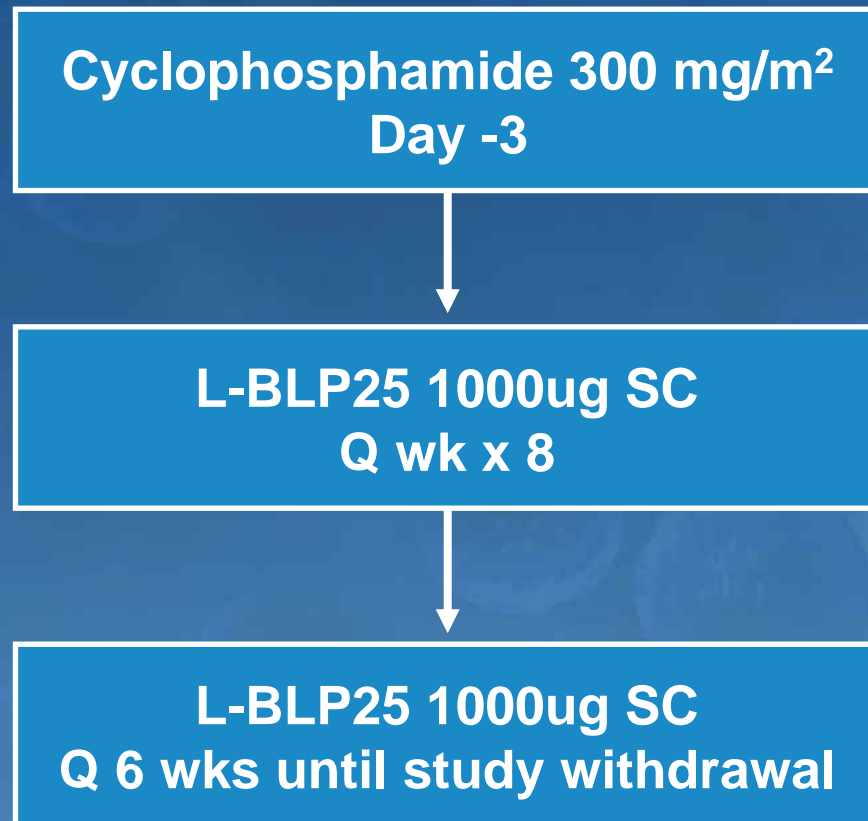 Cyclophosphamide 300 mg/m²
Day -3
L-BLP25 1000ug SC
Q wk x 8
L-BLP25 1000ug SC
Q 6 wks until study withdrawal